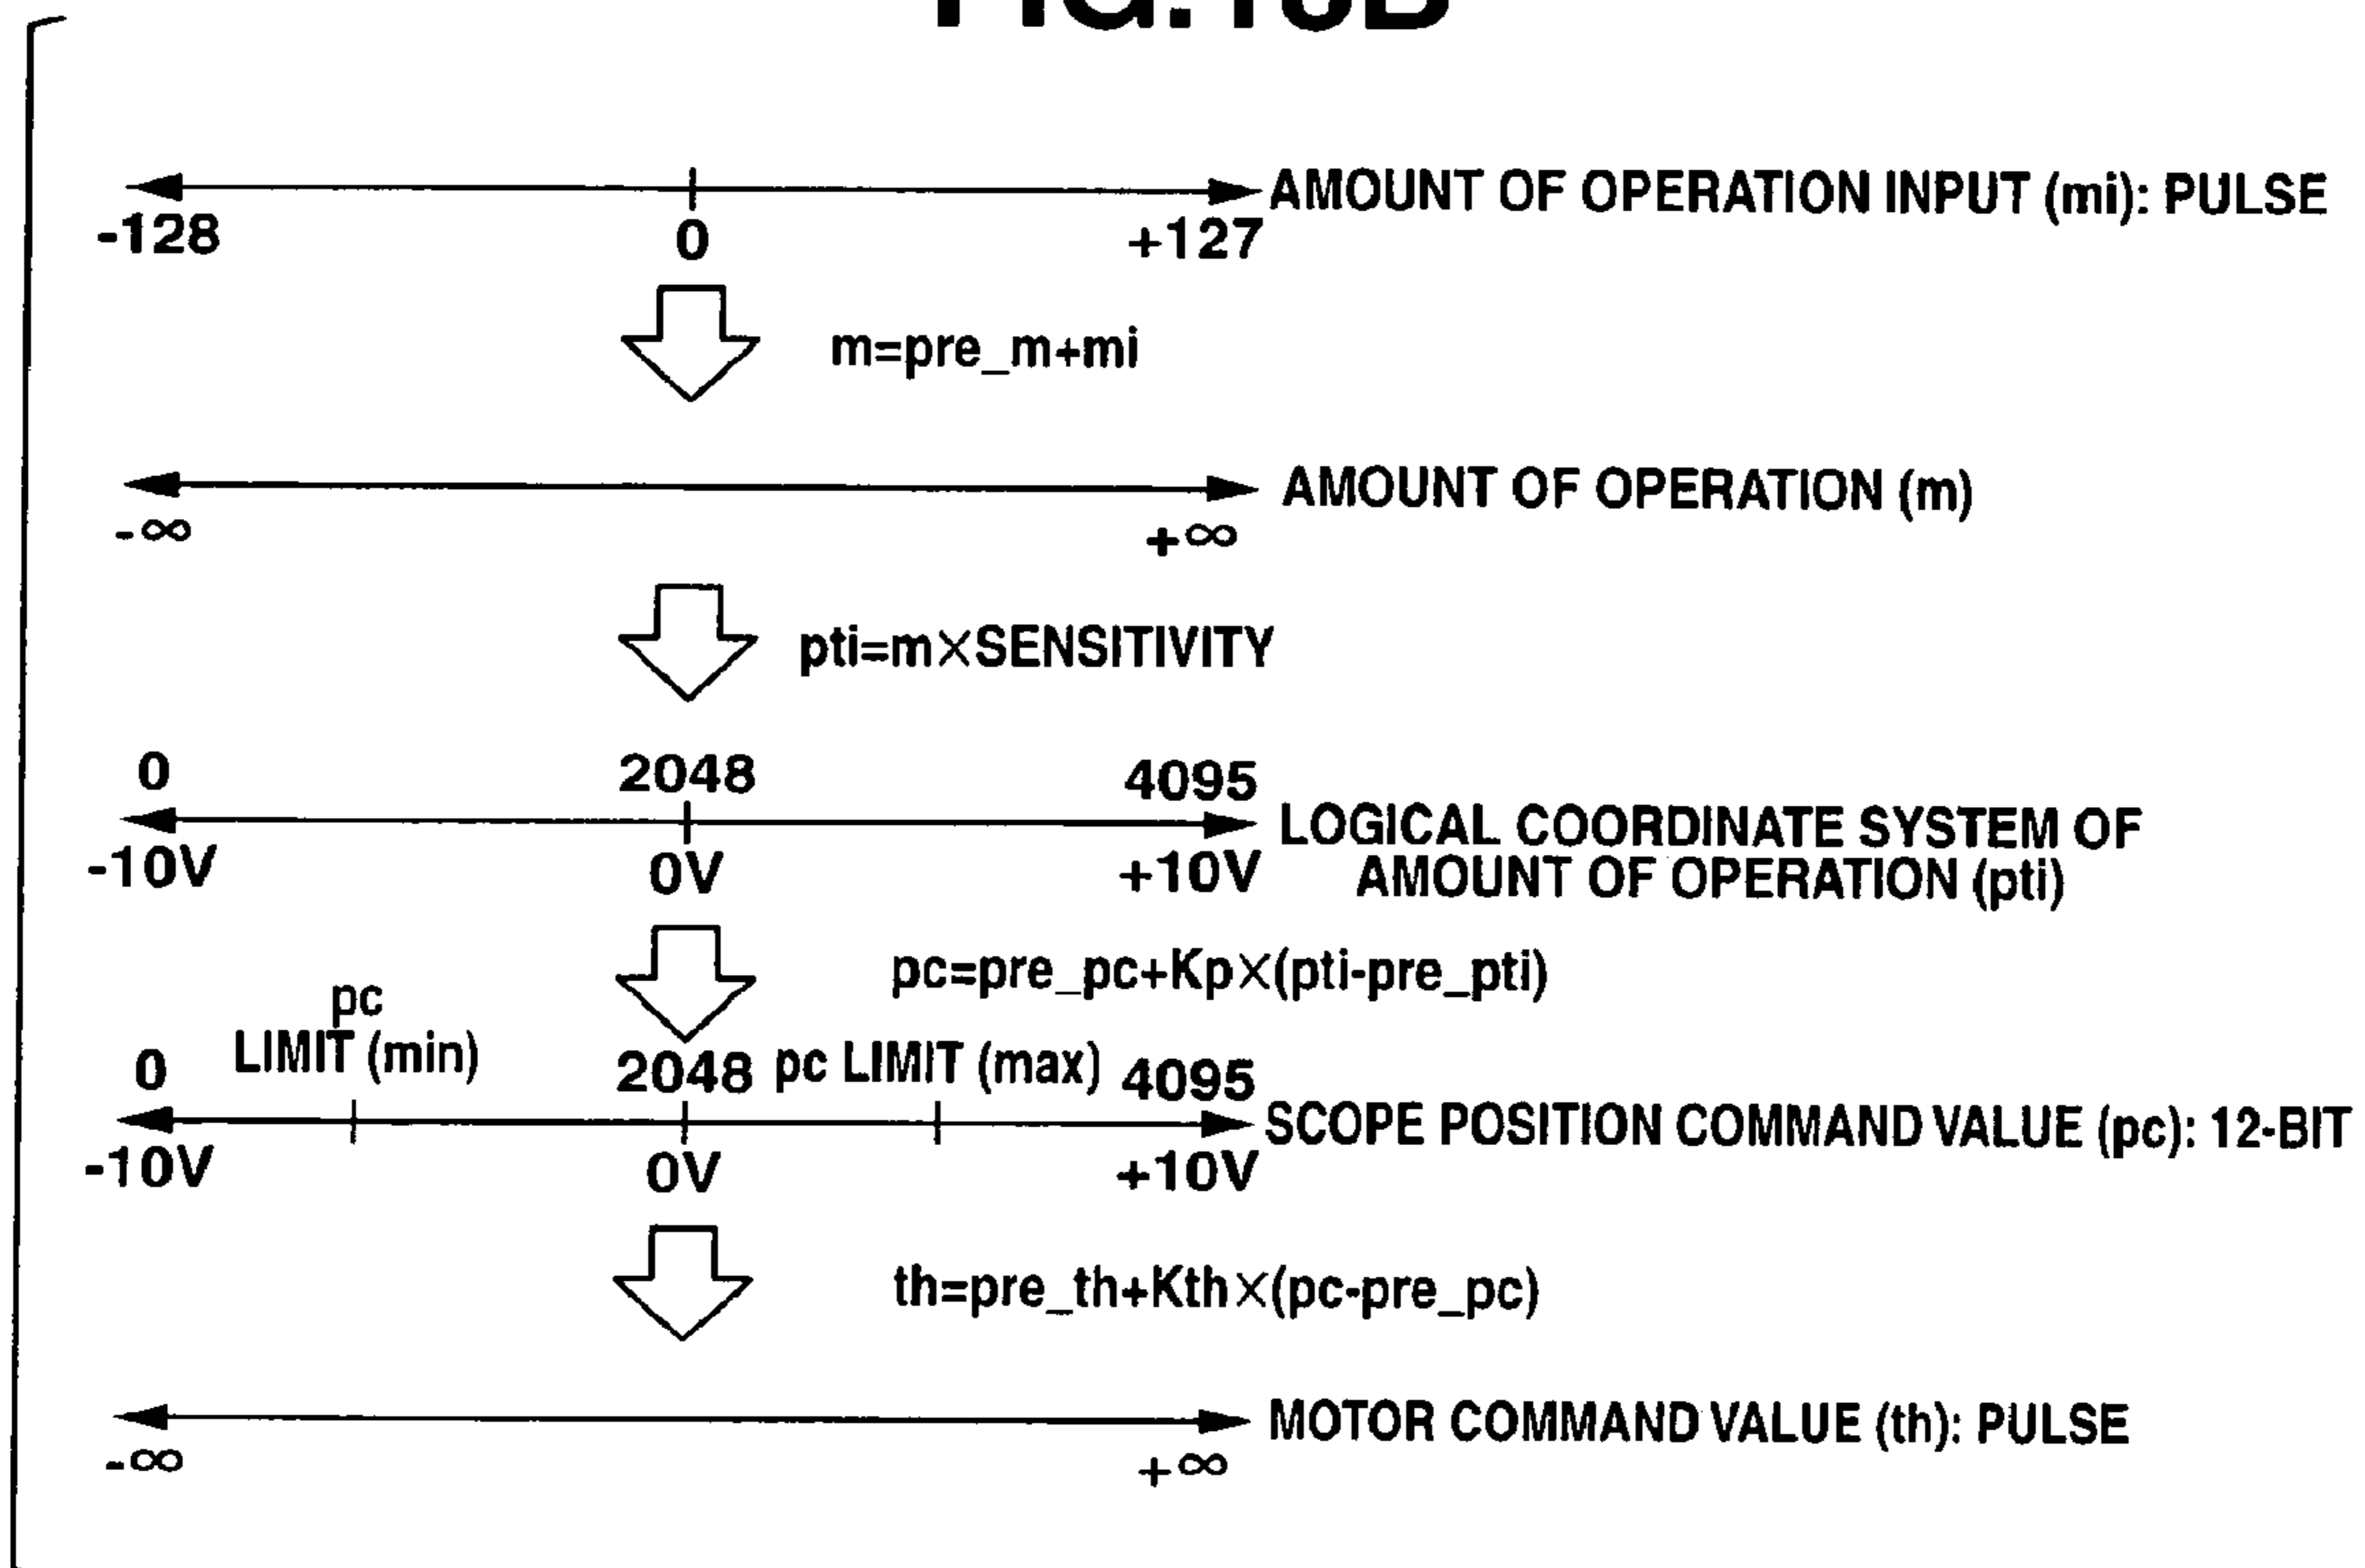 -128 0 +127 AMOUNT OF OPERATION INPUT (mi): PULSE
m=pre_m+mi
-∞ +∞ AMOUNT OF OPERATION (m)
pti=m×SENSITIVITY
0 2048 4095
-10V 0V +10V
LOGICAL COORDINATE SYSTEM OF
AMOUNT OF OPERATION (pti)
pc=pre_pc+Kp×(pti-pre_pti)
pc
LIMIT (min)
0 2048 pc LIMIT (max) 4095
SCOPE POSITION COMMAND VALUE (pc): 12-BIT
-10V 0V +10V
th=pre_th+Kth×(pc-pre_pc)
MOTOR COMMAND VALUE (th): PULSE
-∞ +∞